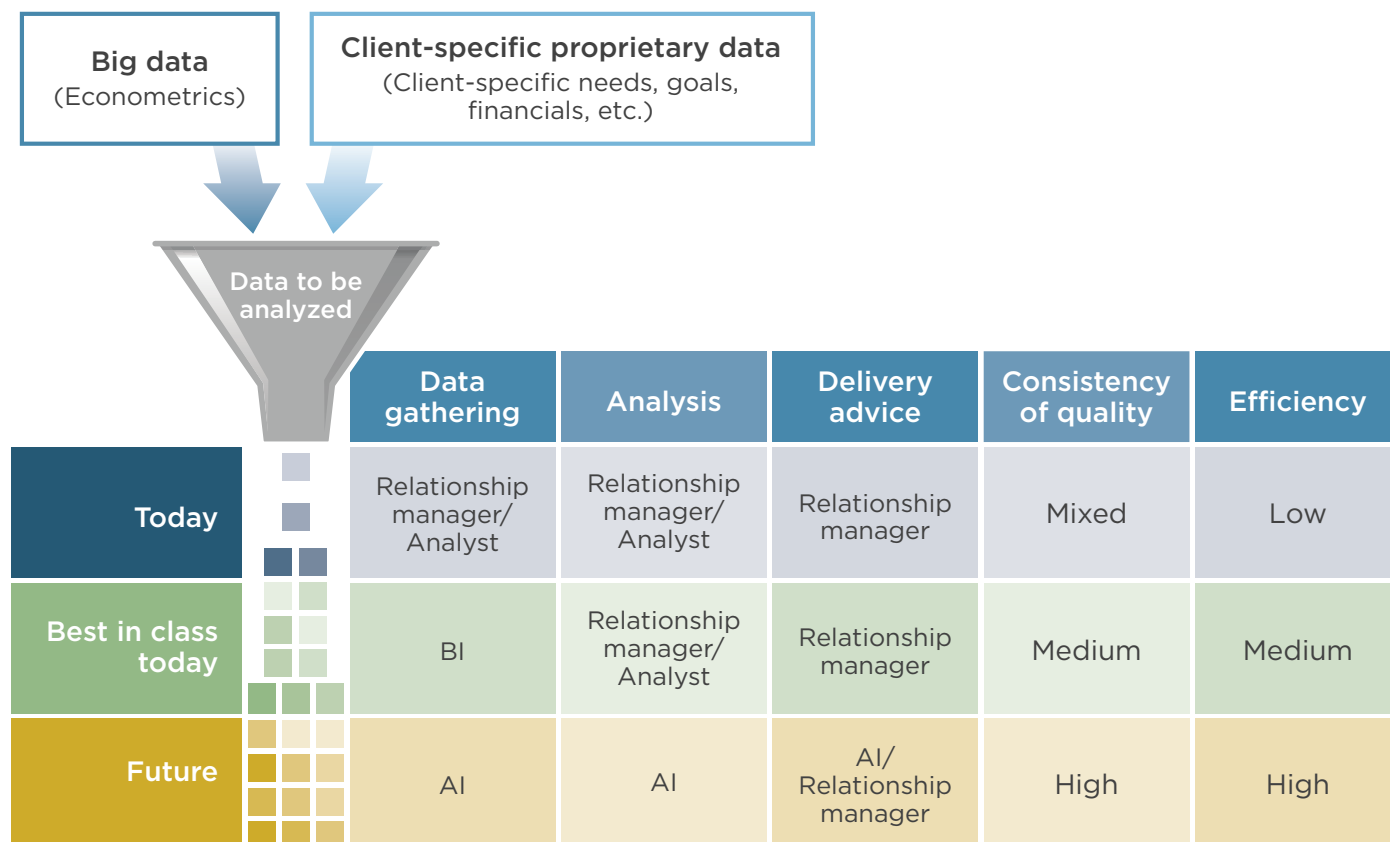 Big data
(Econometrics)
Client-specific proprietary data
(Client-specific needs, goals,
financials, etc.)
Data to be
analyzed
Data
gathering
Analysis
Delivery
advice
Consistency
of quality
Efficiency
Today
Relationship
manager/
Analyst
Relationship
manager/
Analyst
Relationship
manager
Mixed
Low
Best in class
today
BI
Relationship
manager/
Analyst
Relationship
manager
Medium
Medium
Future
AI
AI
AI/
Relationship
manager
High
High